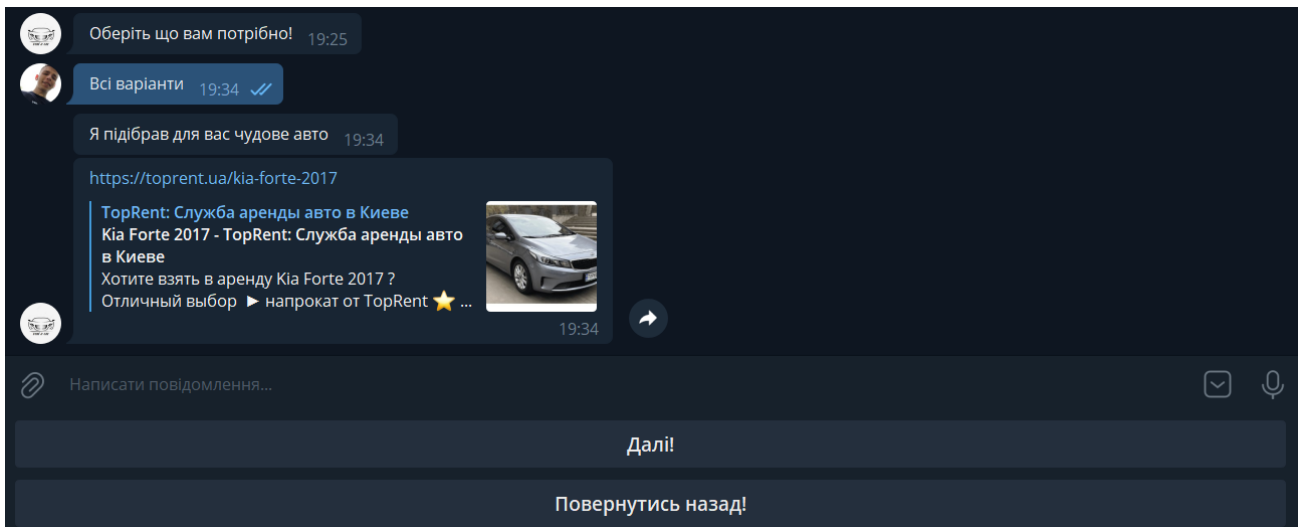 Оберіть що вам потрібно! 19:25
Всі варіанти 19:34
Я підібрав для вас чудове авто 19:34
https://toprent.ua/kia-forte-2017
TopRent: Служба аренды авто в Киеве
Kia Forte 2017 - TopRent: Служба аренды авто
в Киеве
Хотите взять в аренду Kia Forte 2017 ?
Отличный выбор ► напрокат от TopRent ⭐ ...
19:34
Написати повідомлення...
Далі!
Повернутись назад!